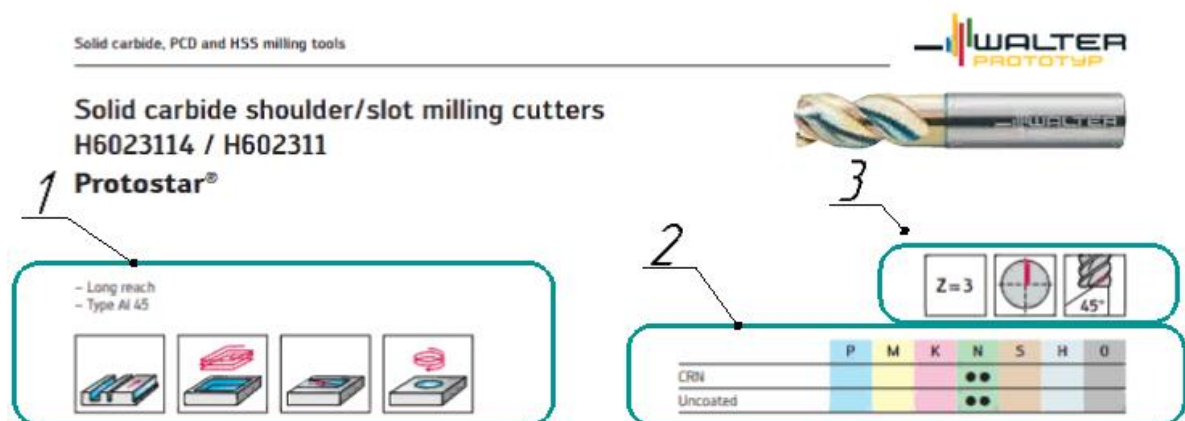 Solid carbide, PCD and HSS milling tools
WALTER
PROTOTYP
Solid carbide shoulder/slot milling cutters
H6023114 / H602311
Protostar®
WALTER
1
3
2
– Long reach
– Type Al 45
Z=3
45°
P M K N S H O
CRN ●●
Uncoated ●●